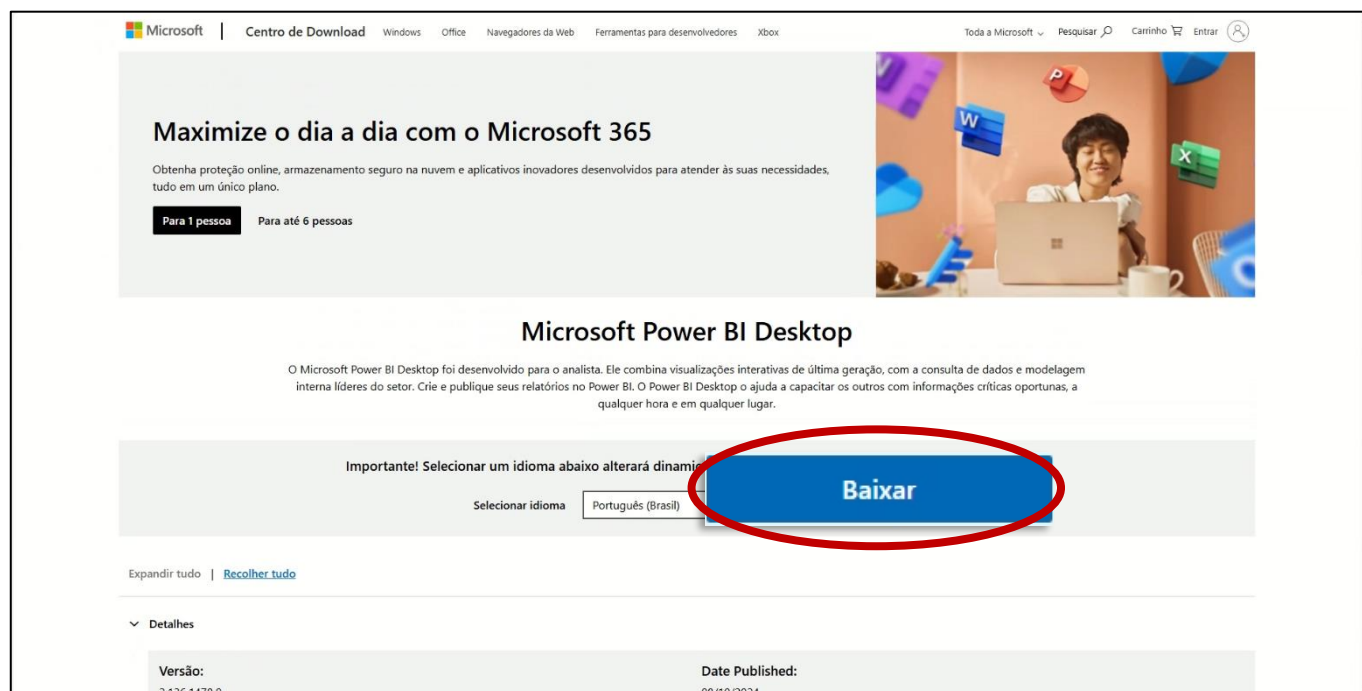 Microsoft
Centro de Download Windows Office Navegadores da Web Ferramentas para desenvolvedores Xbox
Toda a Microsoft Pesquisar Carrinho Entrar
Maximize o dia a dia com o Microsoft 365
Obtenha proteção online, armazenamento seguro na nuvem e aplicativos inovadores desenvolvidos para atender às suas necessidades,
tudo em um único plano.
Para 1 pessoa Para até 6 pessoas
W
P
X
Microsoft Power BI Desktop
O Microsoft Power BI Desktop foi desenvolvido para o analista. Ele combina visualizações interativas de última geração, com a consulta de dados e modelagem
interna líderes do setor. Crie e publique seus relatórios no Power BI. O Power BI Desktop o ajuda a capacitar os outros com informações críticas oportunas, a
qualquer hora e em qualquer lugar.
Importante! Selecionar um idioma abaixo alterará
Selecionar idioma Português (Brasil)
Baixar
Expandir tudo | Recolher tudo
Detalhes
Versão: Date Published: